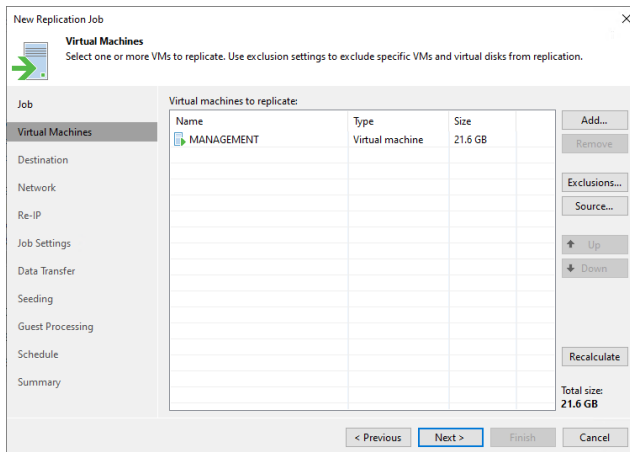 New Replication Job
Virtual Machines
Select one or more VMs to replicate. Use exclusion settings to exclude specific VMs and virtual disks from replication.
Job
Virtual Machines
Destination
Network
Re-IP
Job Settings
Data Transfer
Seeding
Guest Processing
Schedule
Summary
Virtual machines to replicate:
Name Type Size
MANAGEMENT Virtual machine 21.6 GB
Add...
Remove
Exclusions...
Source...
Up
Down
Recalculate
Total size:
21.6 GB
< Previous Next > Finish Cancel